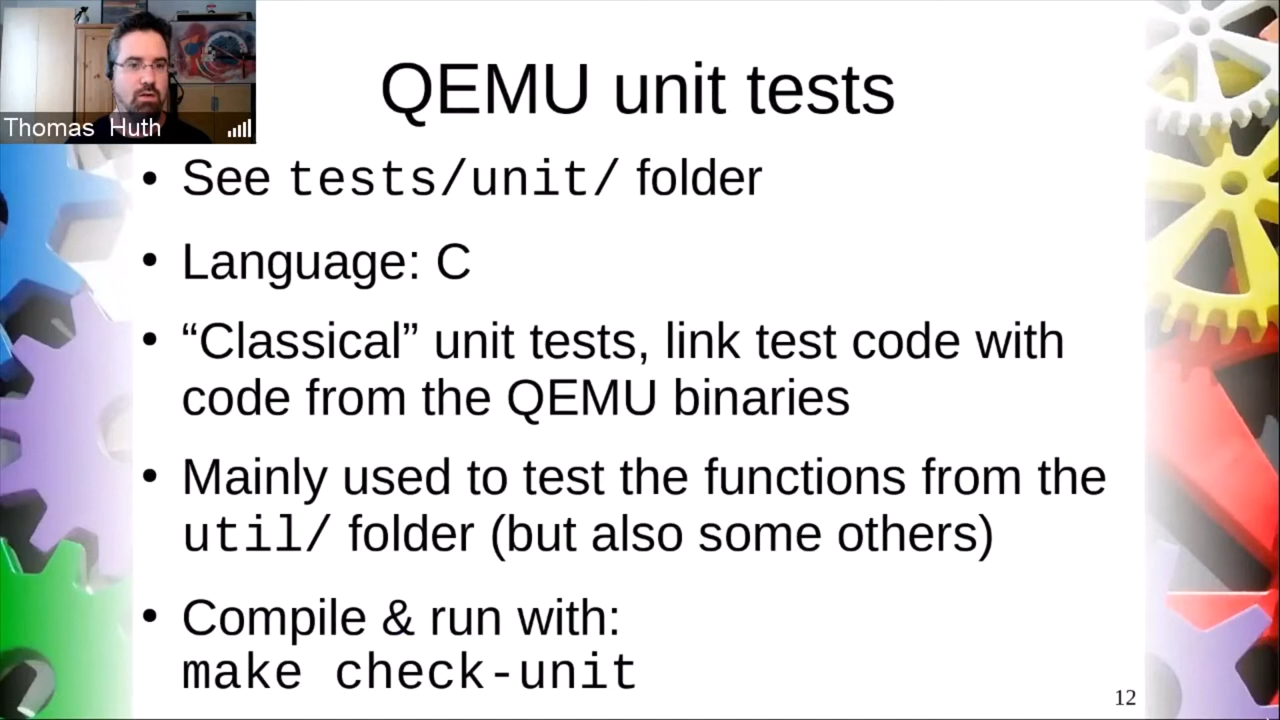 Thomas Huth
QEMU unit tests
• See tests/unit/ folder
• Language: C
• “Classical” unit tests, link test code with
code from the QEMU binaries
• Mainly used to test the functions from the
util/ folder (but also some others)
• Compile & run with:
make check-unit
12